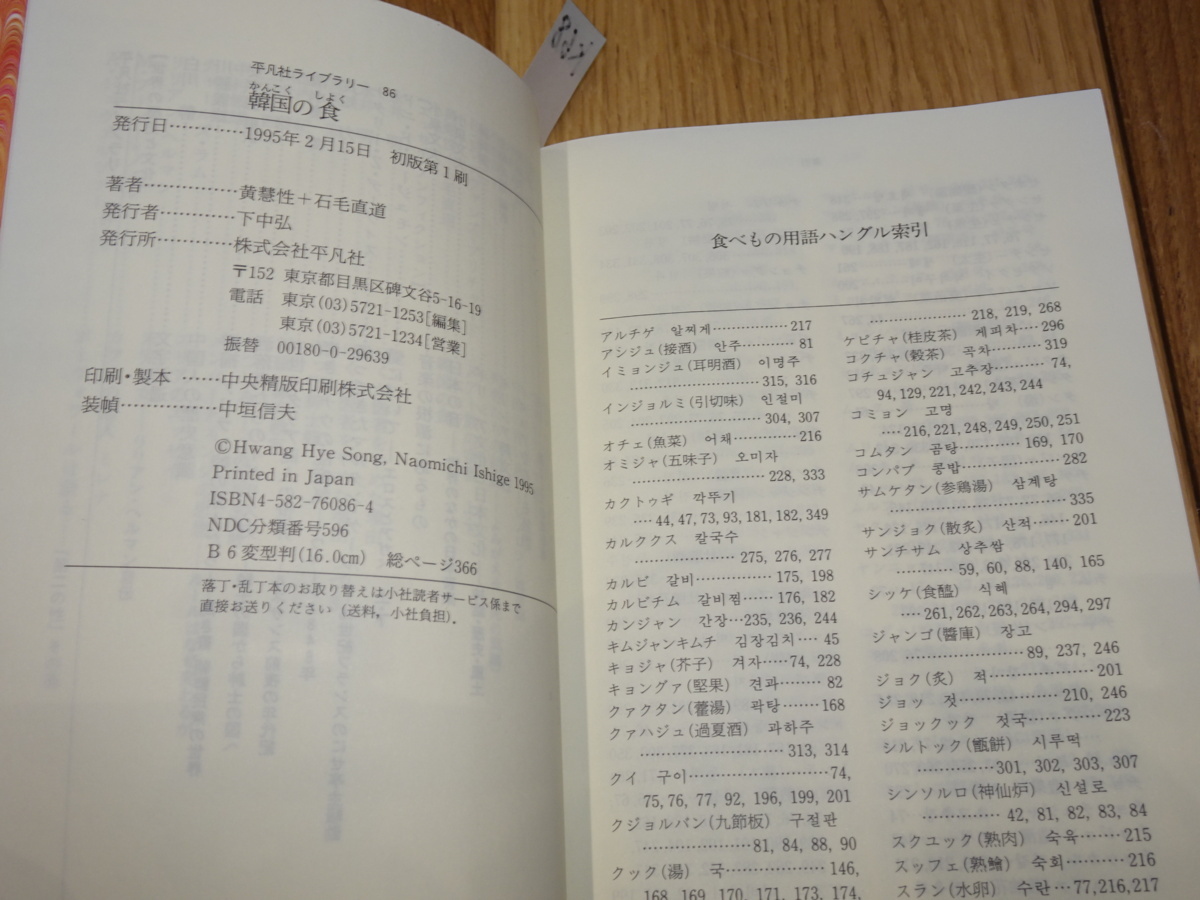 平凡社ライブラリー 86
かんこく しょく
韓国の食
発行日…………1995年2月15日 初版第1刷
著者……………黄慧性+石毛直道
発行者…………下中弘
発行所…………株式会社平凡社
〒152 東京都目黒区碑文谷5-16-19
電話 東京(03)5721-1253[編集]
東京(03)5721-1234[営業]
振替 00180-0-29639
印刷・製本……中央精版印刷株式会社
装幀……………中垣信夫
©Hwang Hye Song, Naomichi Ishige 1995
Printed in Japan
ISBN4-582-76086-4
NDC分類番号596
B6変型判(16.0cm) 総ページ366
落丁・乱丁本のお取り替えは小社読者サービス係まで
直接お送りください(送料,小社負担).
食べもの用語ハングル索引
アルチゲ 알찌게………………217
アンジュ(按酒) 안주…………81
イミョンジュ(耳明酒) 이명주
………………………315, 316
インジョルミ(引切味) 인절미
………………………304, 307
オチェ(魚菜) 어채……………216
オミジャ(五味子) 오미자
………………………228, 333
カクトゥギ 깍뚜기
…‥44, 47, 73, 93, 181, 182, 349
カルククス 칼국수
…………………275, 276, 277
カルビ 갈비……………175, 198
カルビチム 갈비찜……176, 182
カンジャン 간장…235, 236, 244
キムジャンキムチ 김장김치…‥45
キョジャ(芥子) 겨자……74, 228
キョングァ(堅果) 견과………82
クァクタン(藿湯) 곽탕………168
クァハジュ(過夏酒) 과하주
………………………313, 314
クイ 구이………………………74,
75, 76, 77, 92, 196, 199, 201
クジョルパン(九節板) 구절판
…………………81, 84, 88, 90
クック(湯) 국………………146,
168, 169, 170, 171, 173, 174,
………………218, 219, 268
ケピチャ(桂皮茶) 계피차……296
コクチャ(穀茶) 곡차…………319
コチュジャン 고추장…………74,
94, 129, 221, 242, 243, 244
コミョン 고명
…‥216, 221, 248, 249, 250, 251
コムタン 곰탕…………169, 170
コンパプ 콩밥…………………282
サムケタン(参鶏湯) 삼계탕
……………………………335
サンジョク(散炙) 산적………201
サンチサム 상추쌈
…………59, 60, 88, 140, 165
シッケ(食醯) 식혜
…‥261, 262, 263, 264, 294, 297
ジャンゴ(醬庫) 장고
…………………89, 237, 246
ジョク(炙) 적…………………201
ジョッ 젓………………210, 246
ジョックック 젓국……………223
シルトック(甑餅) 시루떡
……………301, 302, 303, 307
シンソルロ(神仙炉) 신설로
……………42, 81, 82, 83, 84
スクユック(熟肉) 숙육………215
スッフェ(熟鱠) 숙회…………216
スラン(水卵) 수란…77,216,217